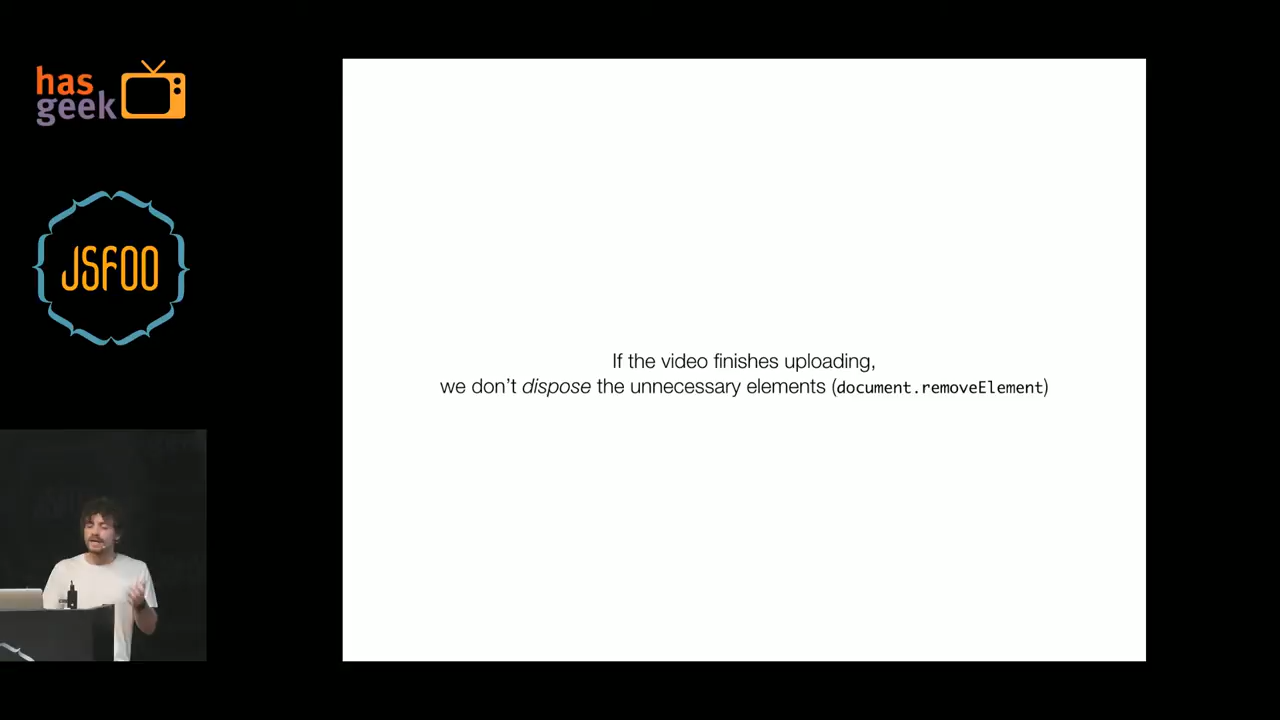 has
geek
JSFOO
If the video finishes uploading,
we don't dispose the unnecessary elements (document.removeElement)